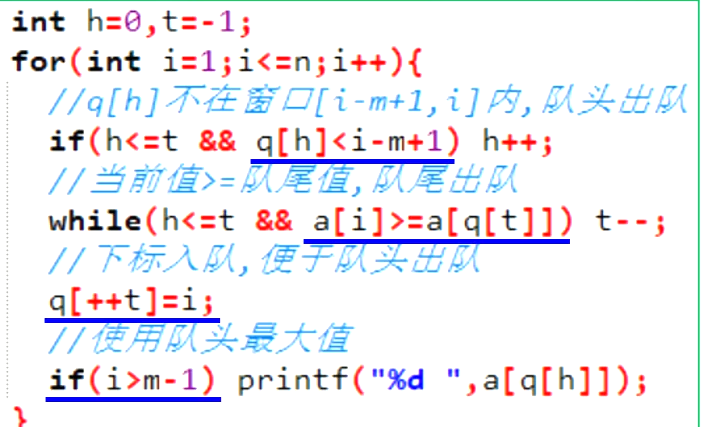 int h=0,t=-1;
for(int i=1;i<=n;i++){
//q[h]不在窗口[i-m+1,i]内,队头出队
if(h<=t && q[h]<i-m+1) h++;
//当前值>=队尾值,队尾出队
while(h<=t && a[i]>=a[q[t]]) t--;
//下标入队,便于队头出队
q[++t]=i;
//使用队头最大值
if(i>m-1) printf("%d ",a[q[h]]);
}